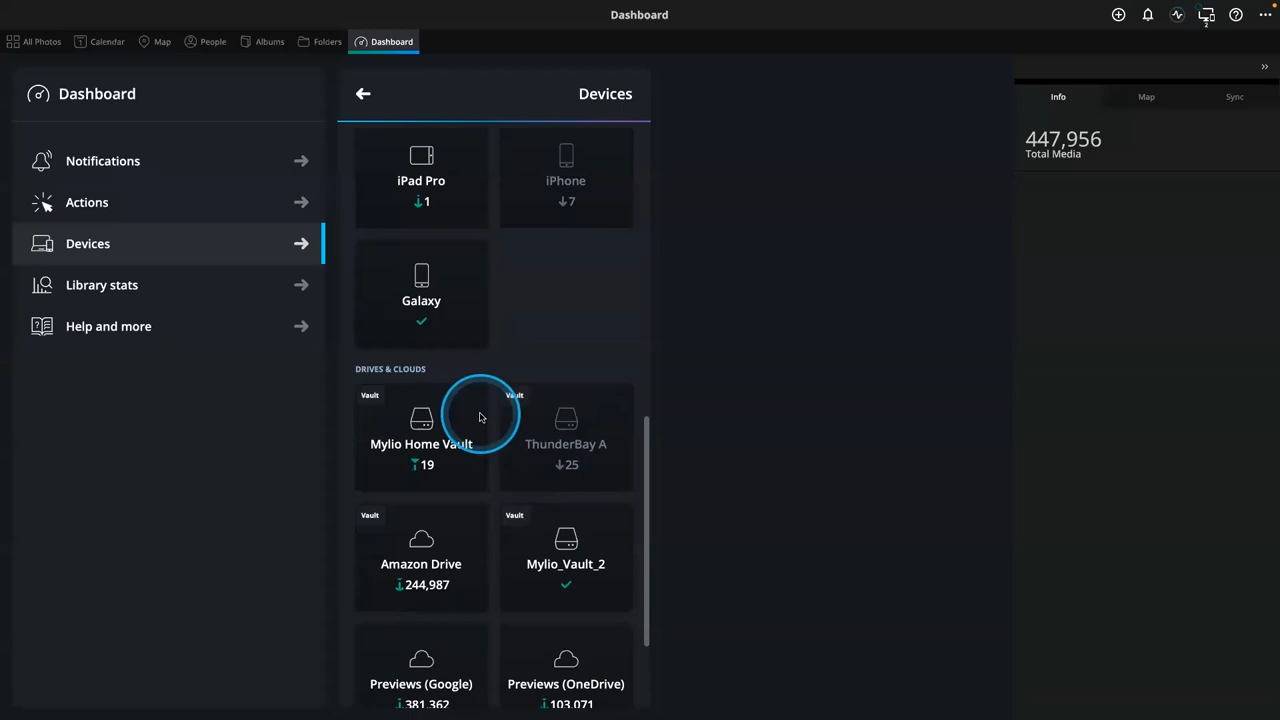 Dashboard
2
All Photos
1 Calendar
Map
People
Albums
Folders
Dashboard
Dashboard
Notifications
Actions
Devices
Library stats
Help and more
Devices
iPad Pro
1
iPhone
7
Galaxy
DRIVES & CLOUDS
Vault
Mylio Home Vault
19
Vault
ThunderBay A
25
Vault
Amazon Drive
244,987
Vault
Mylio_Vault_2
Previews (Google)
381,362
Previews (OneDrive)
103,071
Info
Map
Sync
447,956
Total Media